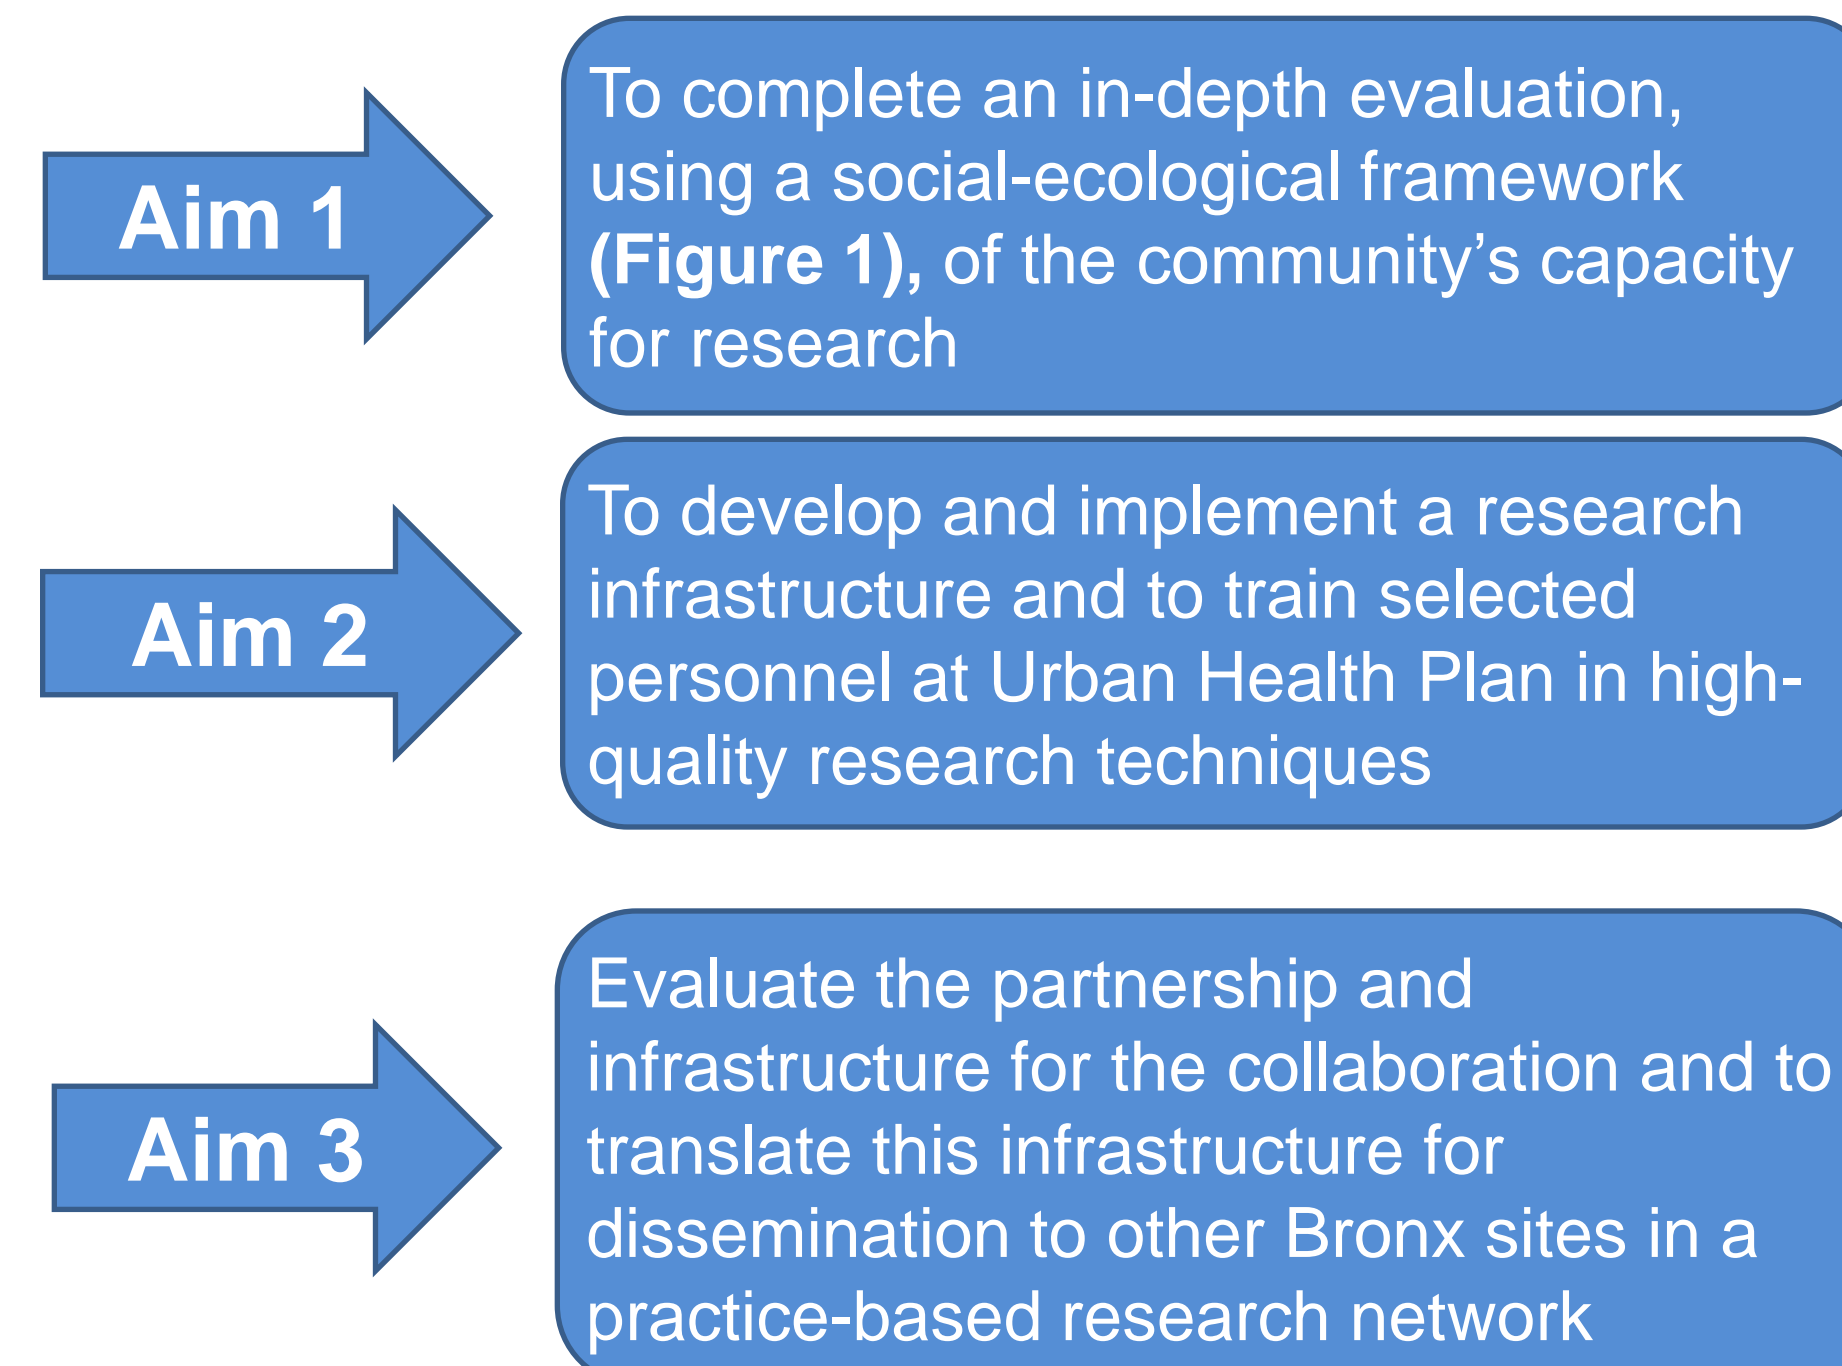 Aim 1
To complete an in-depth evaluation,
using a social-ecological framework
(Figure 1), of the community’s capacity
for research
Aim 2
To develop and implement a research
infrastructure and to train selected
personnel at Urban Health Plan in high-
quality research techniques
Aim 3
Evaluate the partnership and
infrastructure for the collaboration and to
translate this infrastructure for
dissemination to other Bronx sites in a
practice-based research network